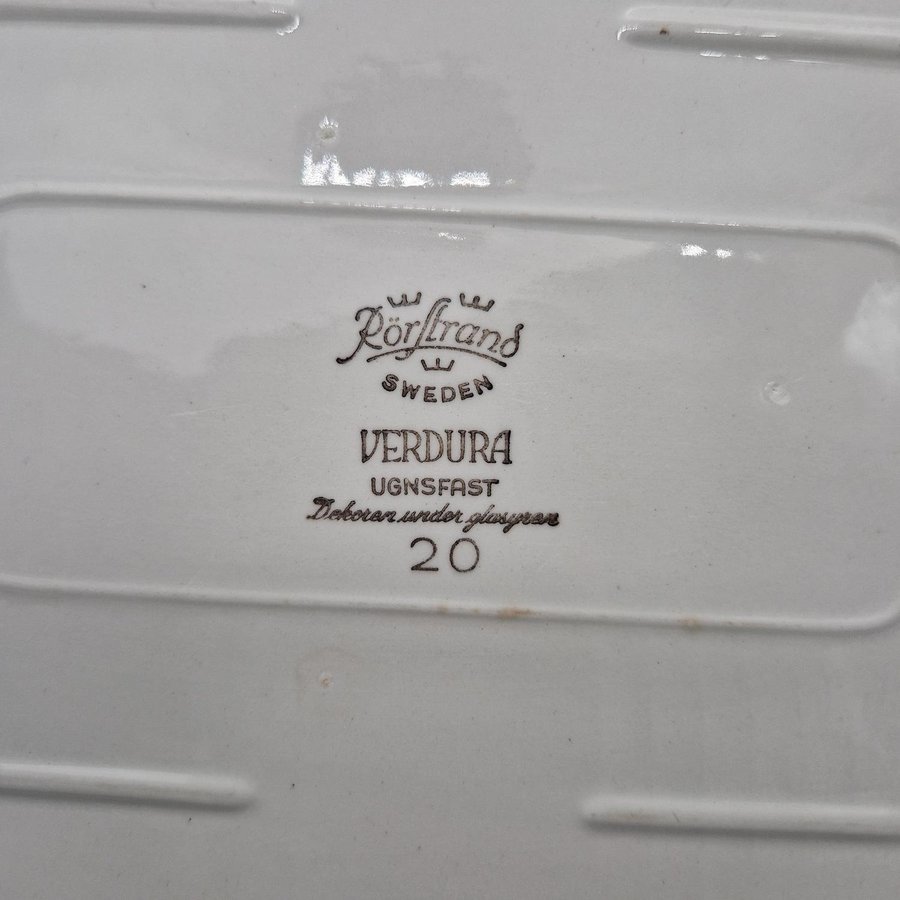 Rörstrand
SWEDEN
VERDURA
UGNSFAST
Dekoren under glasyren
20